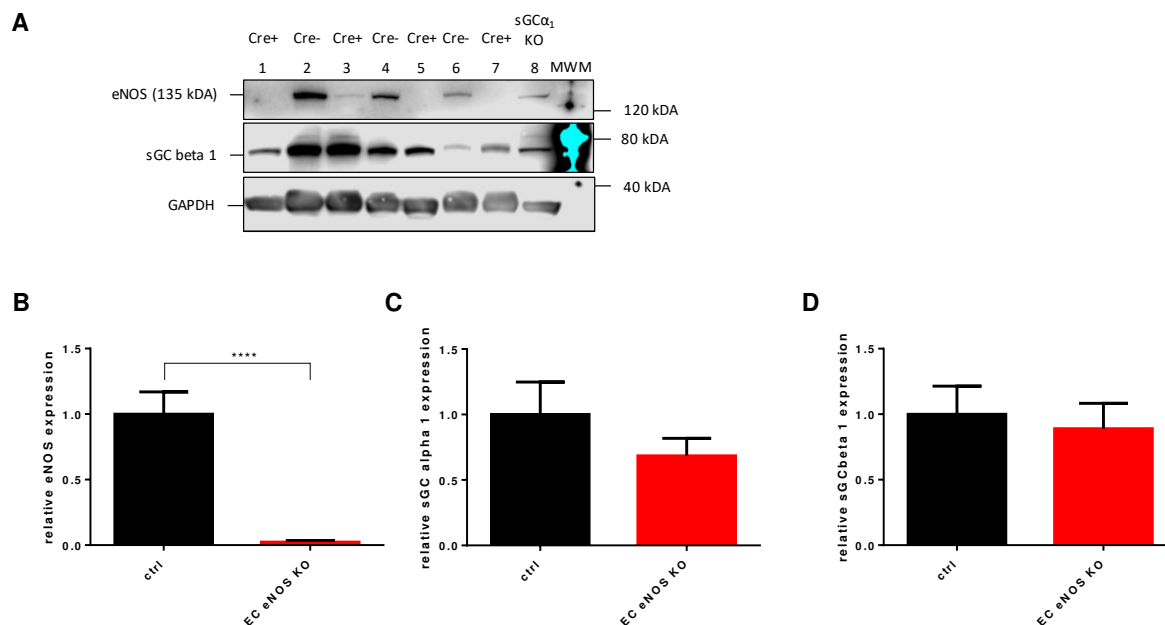 A
sGCα1
Cre+ Cre- Cre+ Cre- Cre+ Cre- Cre+ KO
1 2 3 4 5 6 7 8 MWM
eNOS (135 kDA)
120 kDA
80 kDA
sGC beta 1
40 kDA
GAPDH
B
relative eNOS expression
1.5
1.0
0.5
0.0
****
ctrl
EC eNOS KO
C
relative sGC alpha 1 expression
1.5
1.0
0.5
0.0
ctrl
EC eNOS KO
D
relative sGCbeta 1 expression
1.5
1.0
0.5
0.0
ctrl
EC eNOS KO